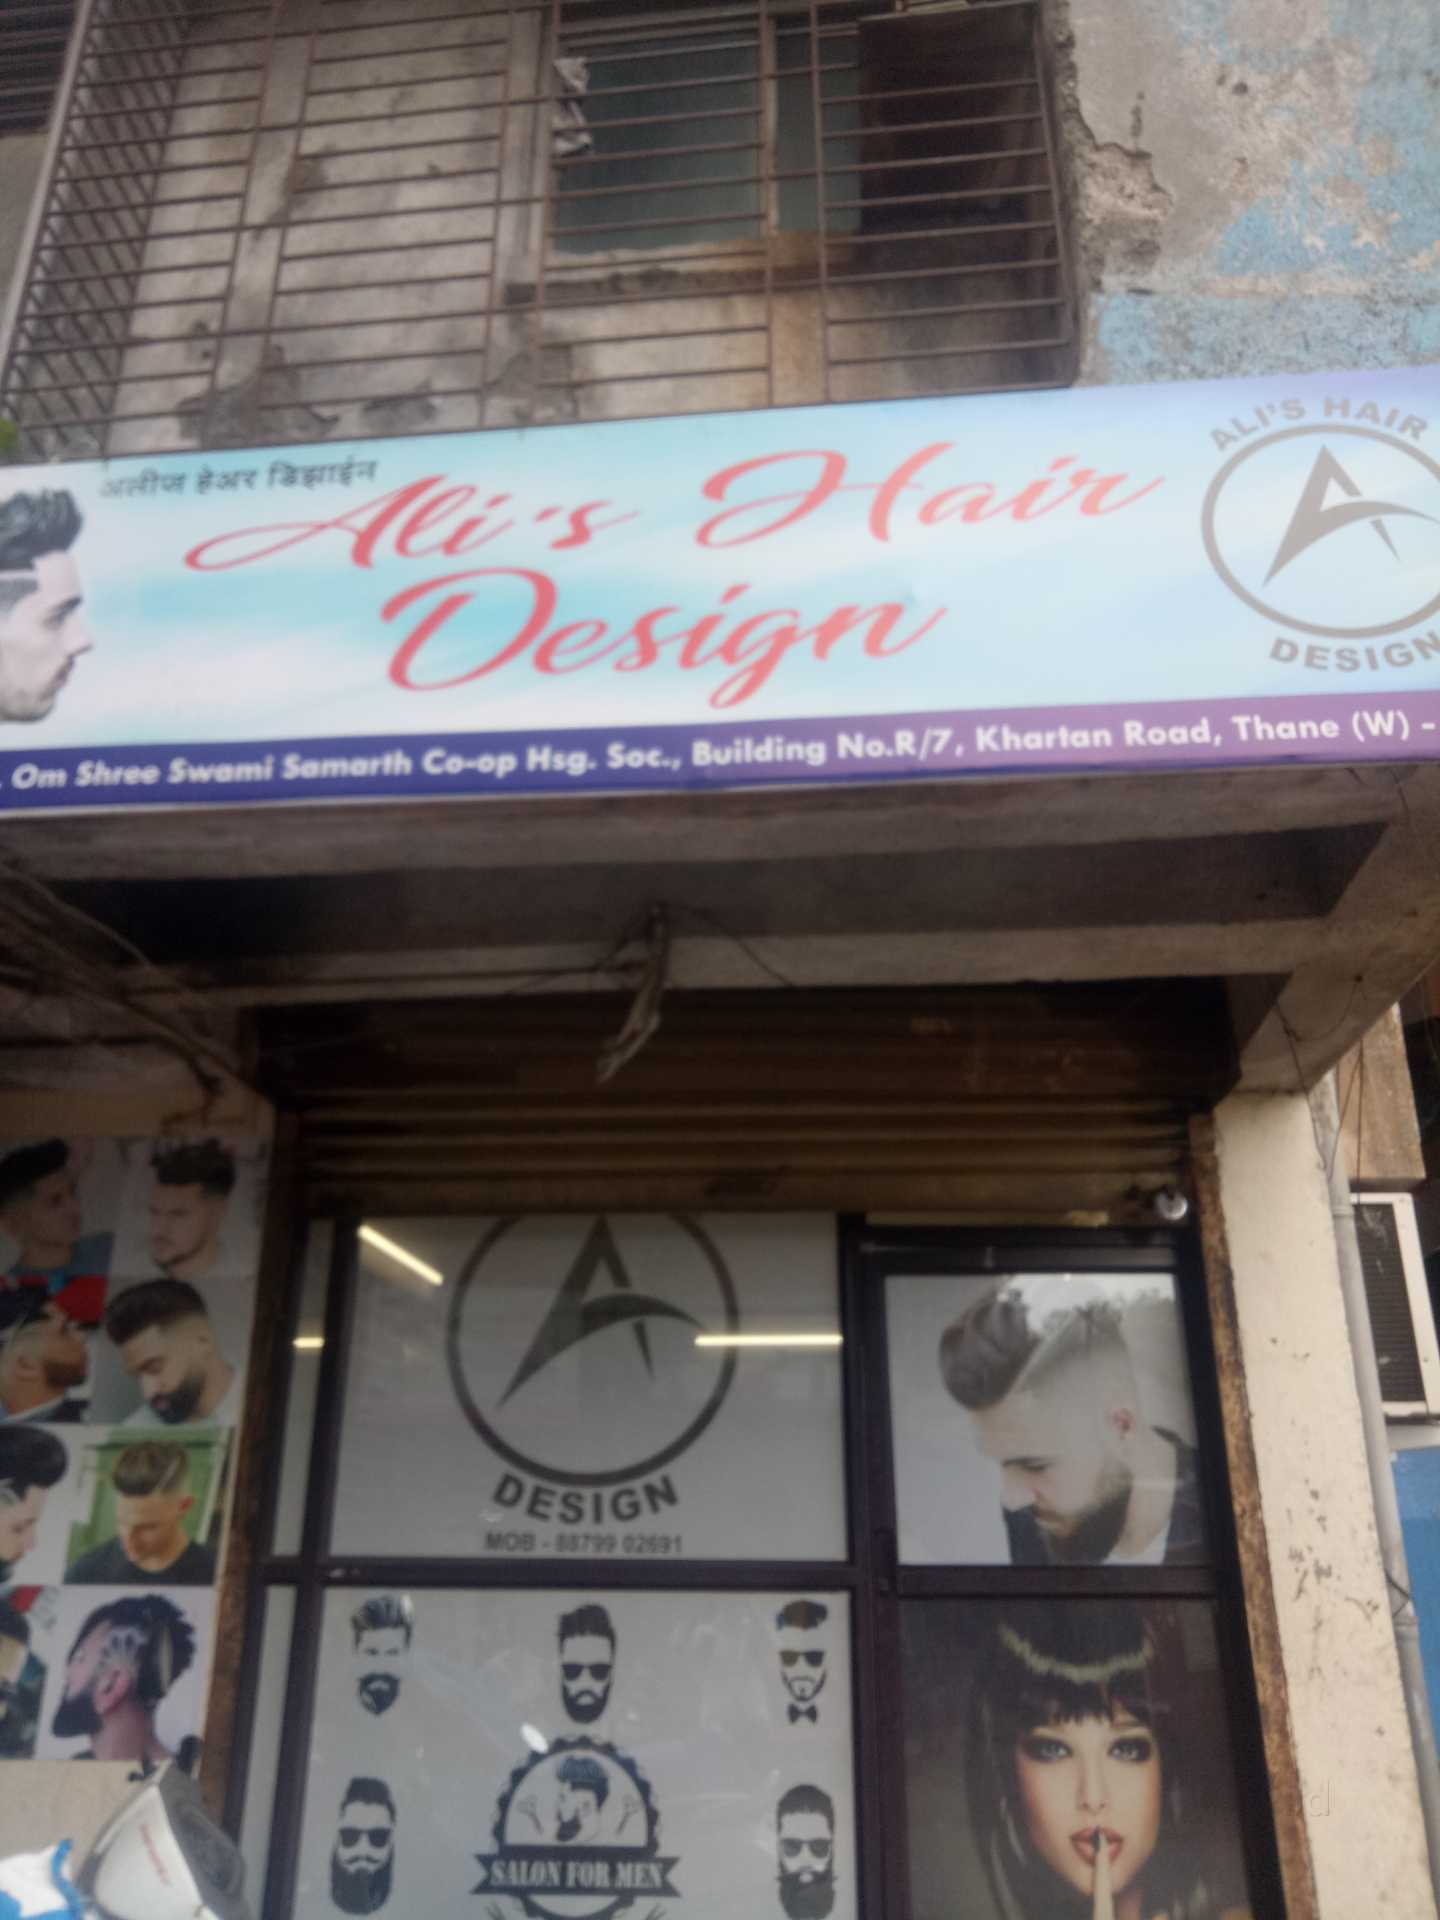 अलीज हेअर डिझाईन
Ali's Hair
Design
ALI'S HAIR
DESIGN
Om Shree Swami Samarth Co-op Hsg. Soc., Building No.R/7, Khartan Road, Thane (W) -
DESIGN
MOB - 88799 02691
SALON FOR MEN